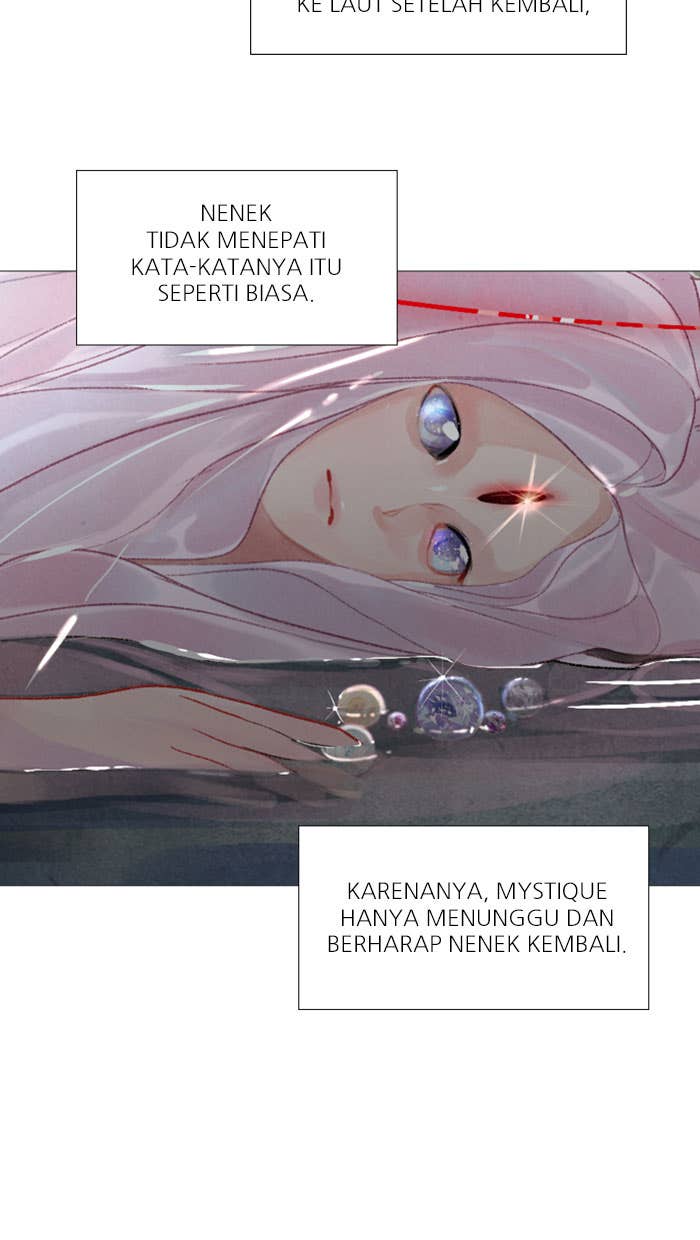 KE LAUT SETELAH KEMBALI,
NENEK
TIDAK MENEPATI
KATA-KATANYA ITU
SEPERTI BIASA.
KARENANYA, MYSTIQUE
HANYA MENUNGGU DAN
BERHARAP NENEK KEMBALI.